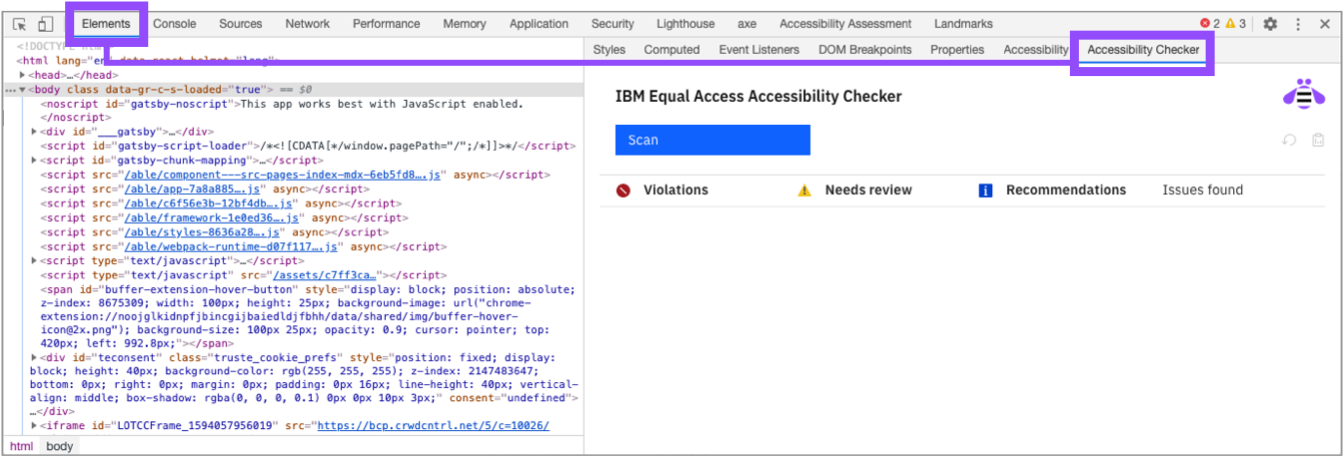 Elements Console Sources Network Performance Memory Application Security Lighthouse axe Accessibility Assessment Landmarks 2 3
<!DOCTYPE
<html lang="en
<head>…</head>
<body class data-gr-c-s-loaded="true"> == $0
<noscript id="gatsby-noscript">This app works best with JavaScript enabled.
</noscript>
<div id="___gatsby">…</div>
<script id="gatsby-script-loader">/*<![CDATA[*/window.pagePath="/";/*]]>*/</script>
<script id="gatsby-chunk-mapping">…</script>
<script src="/able/component---src-pages-index-mdx-6eb5fd8….js" async></script>
<script src="/able/app-7a8a885….js" async></script>
<script src="/able/c6f56e3b-12bf4db….js" async></script>
<script src="/able/framework-1e0ed36….js" async></script>
<script src="/able/styles-8636a28….js" async></script>
<script src="/able/webpack-runtime-d07f117….js" async></script>
<script type="text/javascript">…</script>
<script type="text/javascript" src="/assets/c7ff3ca…"></script>
<span id="buffer-extension-hover-button" style="display: block; position: absolute;
z-index: 8675309; width: 100px; height: 25px; background-image: url("chrome-
extension://noojglkidnpfjbincgijbaiedldjfbhh/data/shared/img/buffer-hover-
icon@2x.png"); background-size: 100px 25px; opacity: 0.9; cursor: pointer; top:
420px; left: 992.8px;"></span>
<div id="teconsent" class="truste_cookie_prefs" style="position: fixed; display:
block; height: 40px; background-color: rgb(255, 255, 255); z-index: 2147483647;
bottom: 0px; right: 0px; margin: 0px; padding: 0px 16px; line-height: 40px; vertical-
align: middle; box-shadow: rgba(0, 0, 0, 0.1) 0px 0px 10px 3px;" consent="undefined">
…</div>
<iframe id="LOTCCFrame_1594057956019" src="https://bcp.crwdcntrl.net/5/c=10026/
html body
Styles Computed Event Listeners DOM Breakpoints Properties Accessibility Accessibility Checker
IBM Equal Access Accessibility Checker
Scan
Violations Needs review Recommendations Issues found